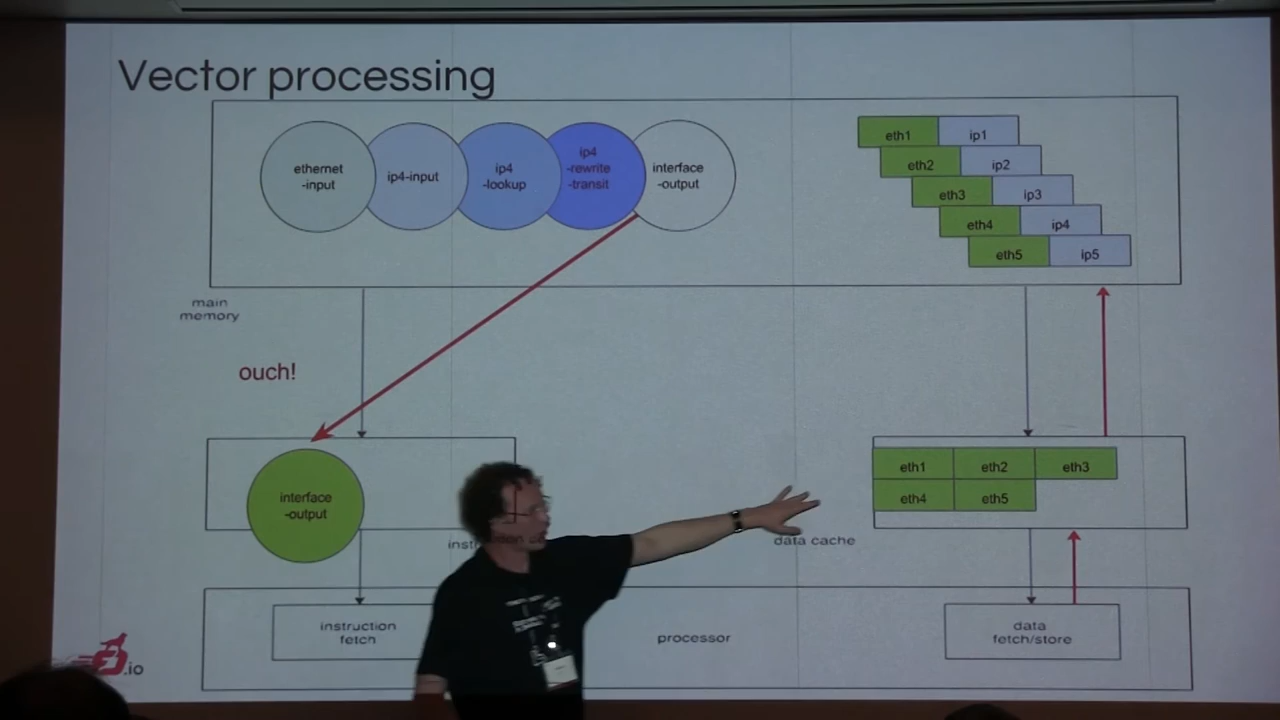 Vector processing
ethernet
-input
ip4-input
ip4
-lookup
ip4
-rewrite
-transit
interface
-output
eth1
ip1
eth2
ip2
eth3
ip3
eth4
ip4
eth5
ip5
main
memory
ouch!
interface
-output
eth1
eth2
eth3
eth4
eth5
data cache
instruction
fetch
processor
data
fetch/store
.io